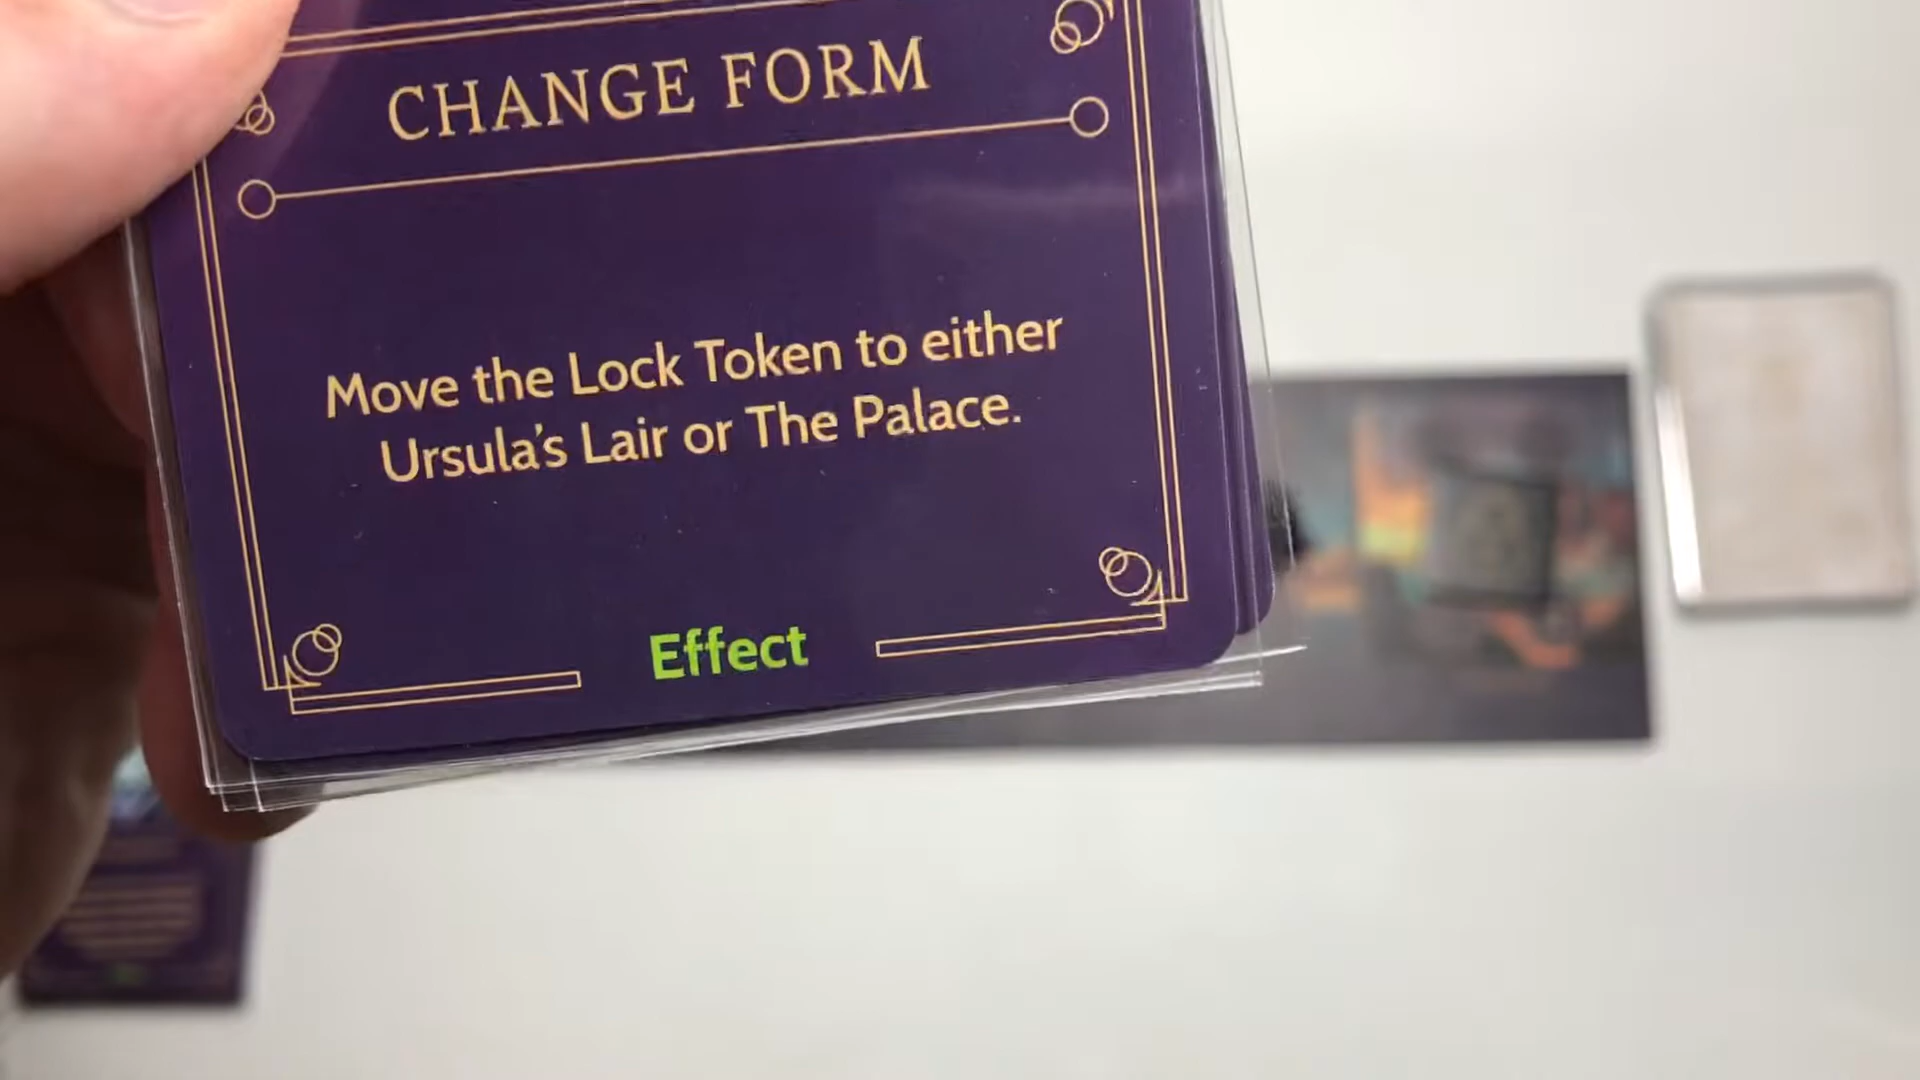 CHANGE FORM
Move the Lock Token to either
Ursula's Lair or The Palace.
Effect